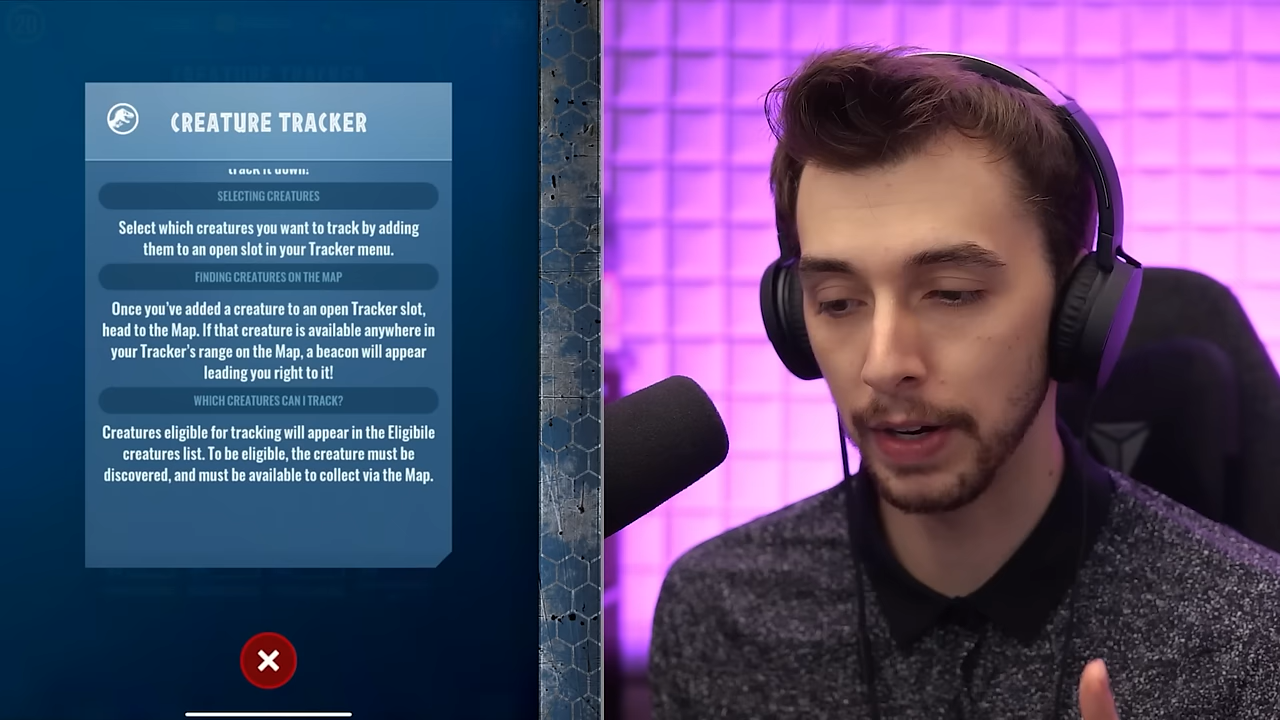 CREATURE TRACKER
track it down!
SELECTING CREATURES
Select which creatures you want to track by adding
them to an open slot in your Tracker menu.
FINDING CREATURES ON THE MAP
Once you've added a creature to an open Tracker slot,
head to the Map. If that creature is available anywhere in
your Tracker's range on the Map, a beacon will appear
leading you right to it!
WHICH CREATURES CAN I TRACK?
Creatures eligible for tracking will appear in the Eligibile
creatures list. To be eligible, the creature must be
discovered, and must be available to collect via the Map.